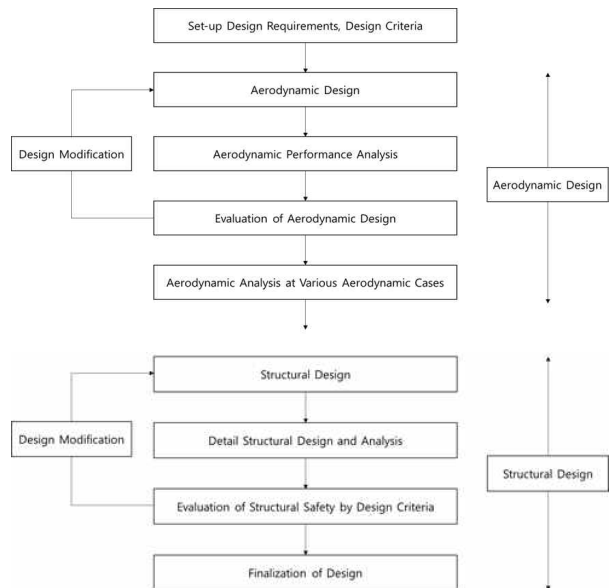 Set-up Design Requirements, Design Criteria
Aerodynamic Design
Design Modification
Aerodynamic Performance Analysis
Aerodynamic Design
Evaluation of Aerodynamic Design
Aerodynamic Analysis at Various Aerodynamic Cases
Structural Design
Design Modification
Detail Structural Design and Analysis
Structural Design
Evaluation of Structural Safety by Design Criteria
Finalization of Design